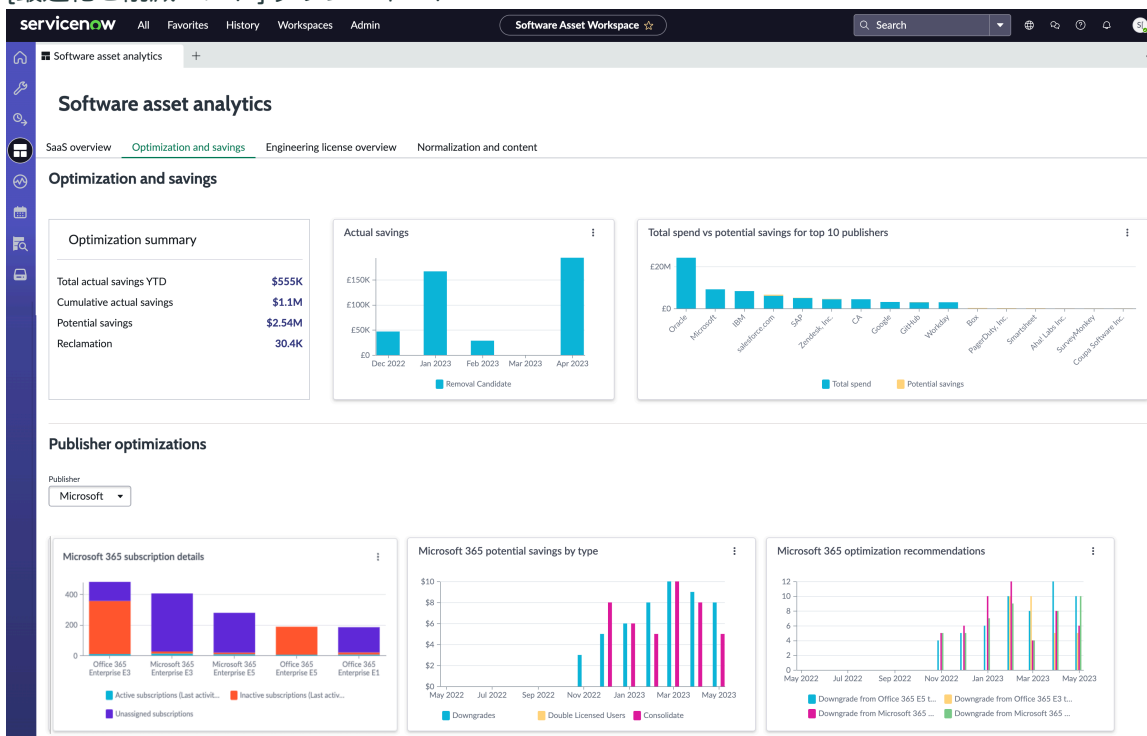 servicenow All Favorites History Workspaces Admin Software Asset Workspace ☆ Search
Software asset analytics +
Software asset analytics
SaaS overview Optimization and savings Engineering license overview Normalization and content
Optimization and savings
Optimization summary
Total actual savings YTD $555K
Cumulative actual savings $1.1M
Potential savings $2.54M
Reclamation 30.4K
Actual savings
£150K
£100K
£50K
£0
Dec 2022 Jan 2023 Feb 2023 Mar 2023 Apr 2023
Removal Candidate
Total spend vs potential savings for top 10 publishers
£20M
£0
Oracle Microsoft IBM salesforce.com SAP Zendesk, Inc. CA Google GitHub Workday Box PagerDuty, Inc. Smartsheet Aha! Labs Inc. SurveyMonkey Coupa Software Inc.
Total spend Potential savings
Publisher optimizations
Publisher
Microsoft
Microsoft 365 subscription details
400
200
0
Office 365 Enterprise E3 Microsoft 365 Enterprise E3 Microsoft 365 Enterprise E5 Office 365 Enterprise E5 Office 365 Enterprise E1
Active subscriptions (Last activit... Inactive subscriptions (Last activ...
Unassigned subscriptions
Microsoft 365 potential savings by type
$10
$8
$6
$4
$2
$0
May 2022 Jul 2022 Sep 2022 Nov 2022 Jan 2023 Mar 2023 May 2023
Downgrades Double Licensed Users Consolidate
Microsoft 365 optimization recommendations
12
10
8
6
4
2
0
May 2022 Jul 2022 Sep 2022 Nov 2022 Jan 2023 Mar 2023 May 2023
Downgrade from Office 365 E5 t... Downgrade from Office 365 E3 t...
Downgrade from Microsoft 365 ... Downgrade from Microsoft 365 ...